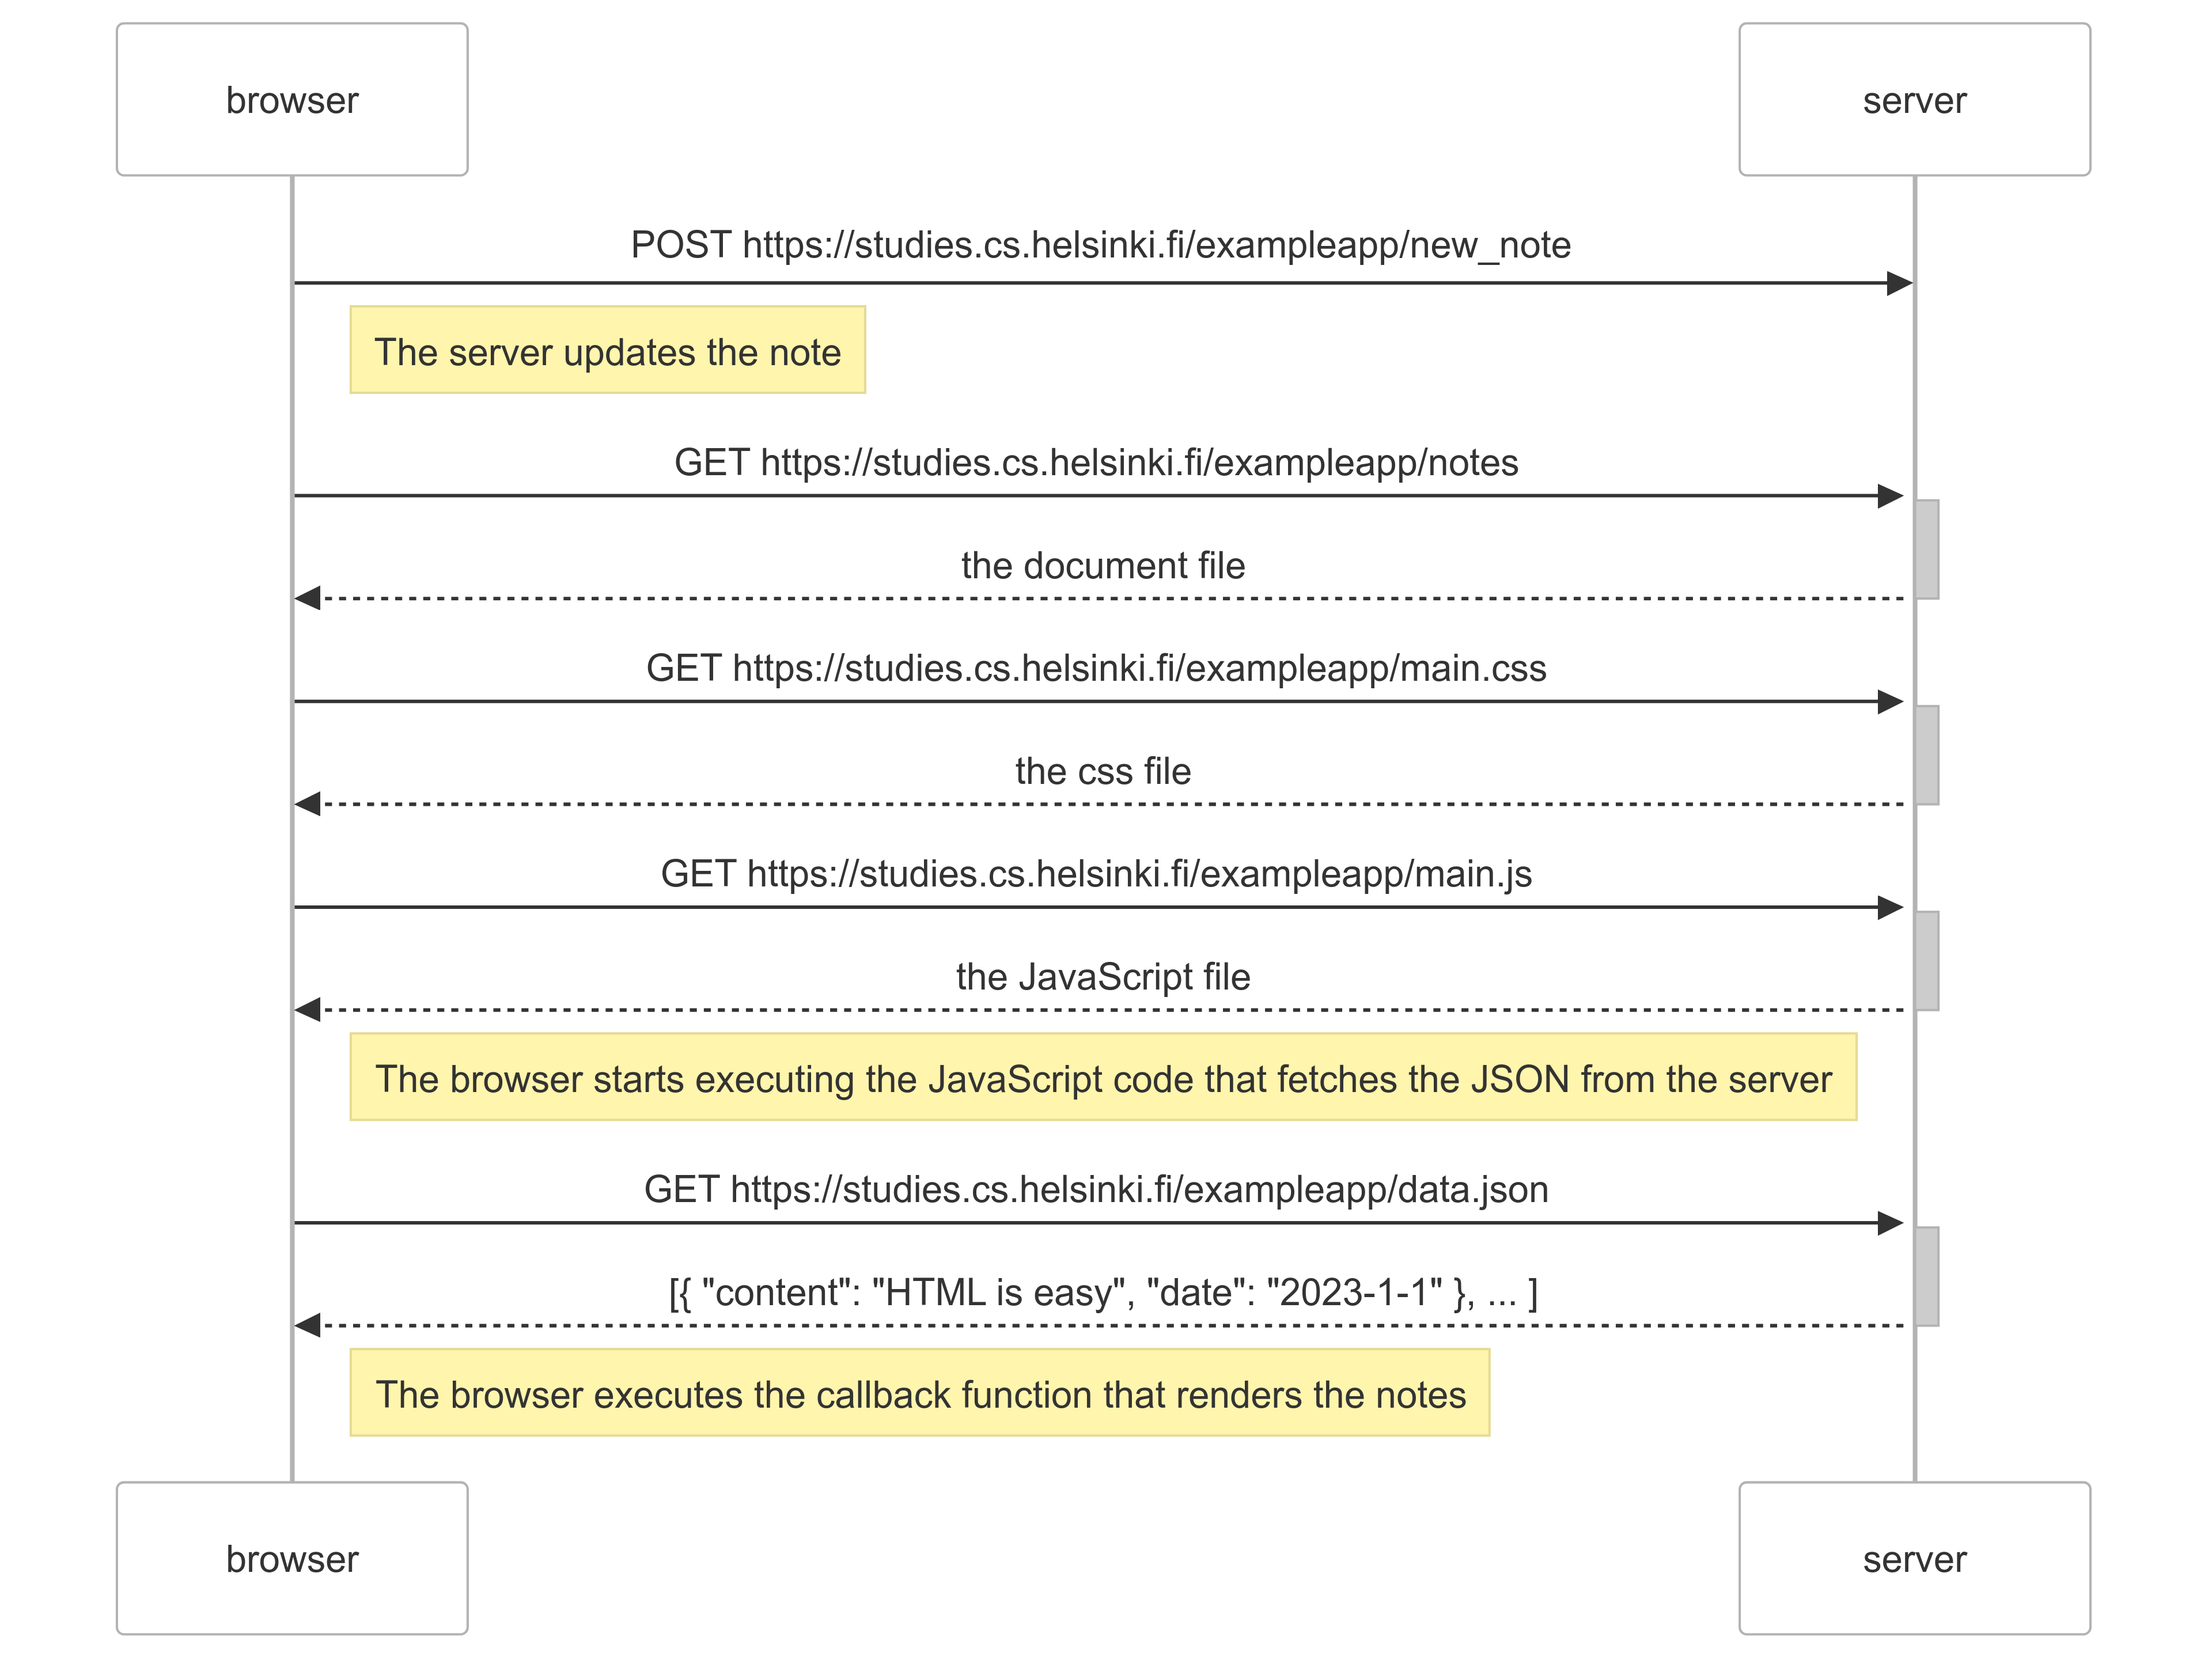 browser
server
POST https://studies.cs.helsinki.fi/exampleapp/new_note
The server updates the note
GET https://studies.cs.helsinki.fi/exampleapp/notes
the document file
GET https://studies.cs.helsinki.fi/exampleapp/main.css
the css file
GET https://studies.cs.helsinki.fi/exampleapp/main.js
the JavaScript file
The browser starts executing the JavaScript code that fetches the JSON from the server
GET https://studies.cs.helsinki.fi/exampleapp/data.json
[{ "content": "HTML is easy", "date": "2023-1-1" }, ... ]
The browser executes the callback function that renders the notes
browser
server